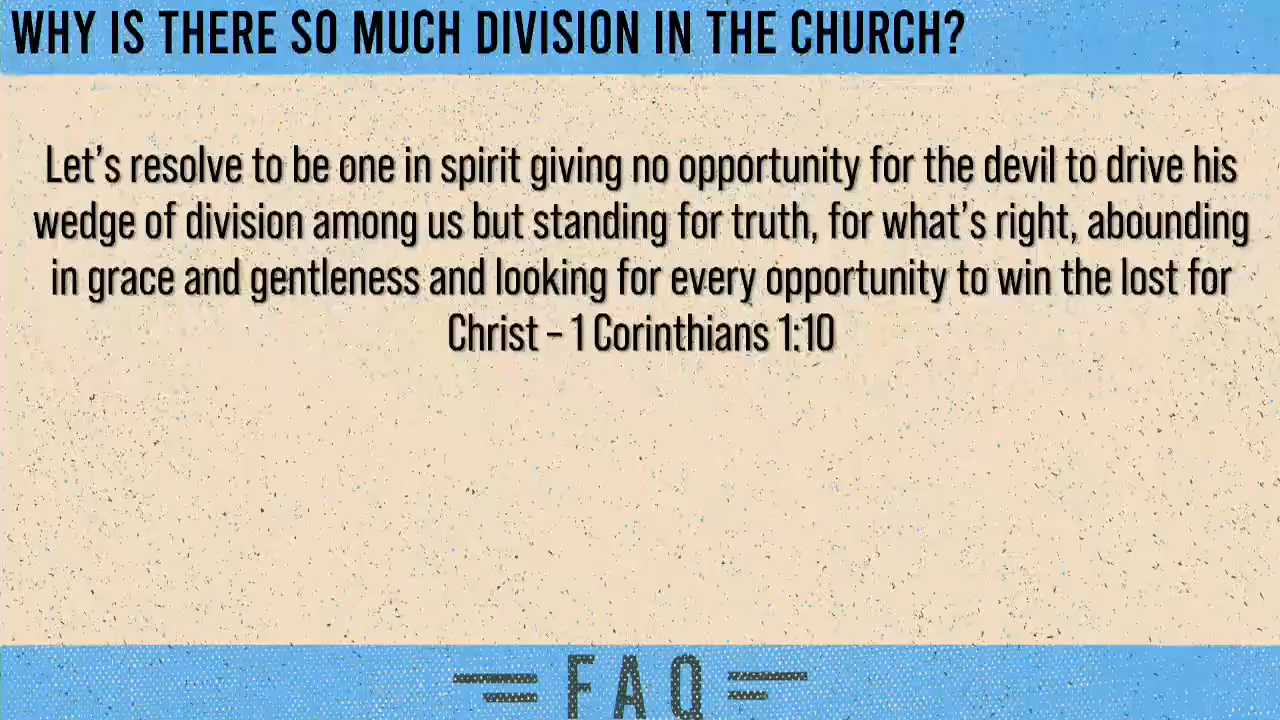 WHY IS THERE SO MUCH DIVISION IN THE CHURCH?
Let's resolve to be one in spirit giving no opportunity for the devil to drive his
wedge of division among us but standing for truth, for what's right, abounding
in grace and gentleness and looking for every opportunity to win the lost for
Christ – 1 Corinthians 1:10
FAQ